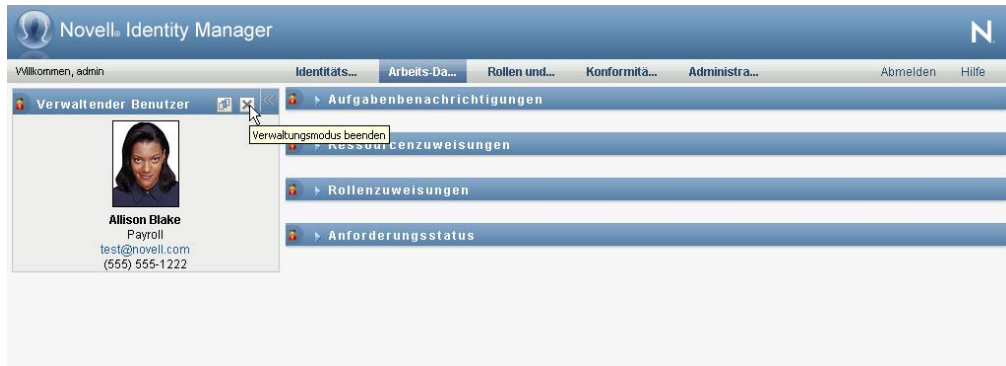 Novell® Identity Manager
N
Willkommen, admin
Identitäts... Arbeits-Da... Rollen und... Konformitä... Administra... Abmelden Hilfe
Verwaltender Benutzer
Aufgabenbenachrichtigungen
Verwaltungsmodus beenden
Ressourcenzuweisungen
Rollenzuweisungen
Allison Blake
Payroll
Anforderungsstatus
test@novell.com
(555) 555-1222